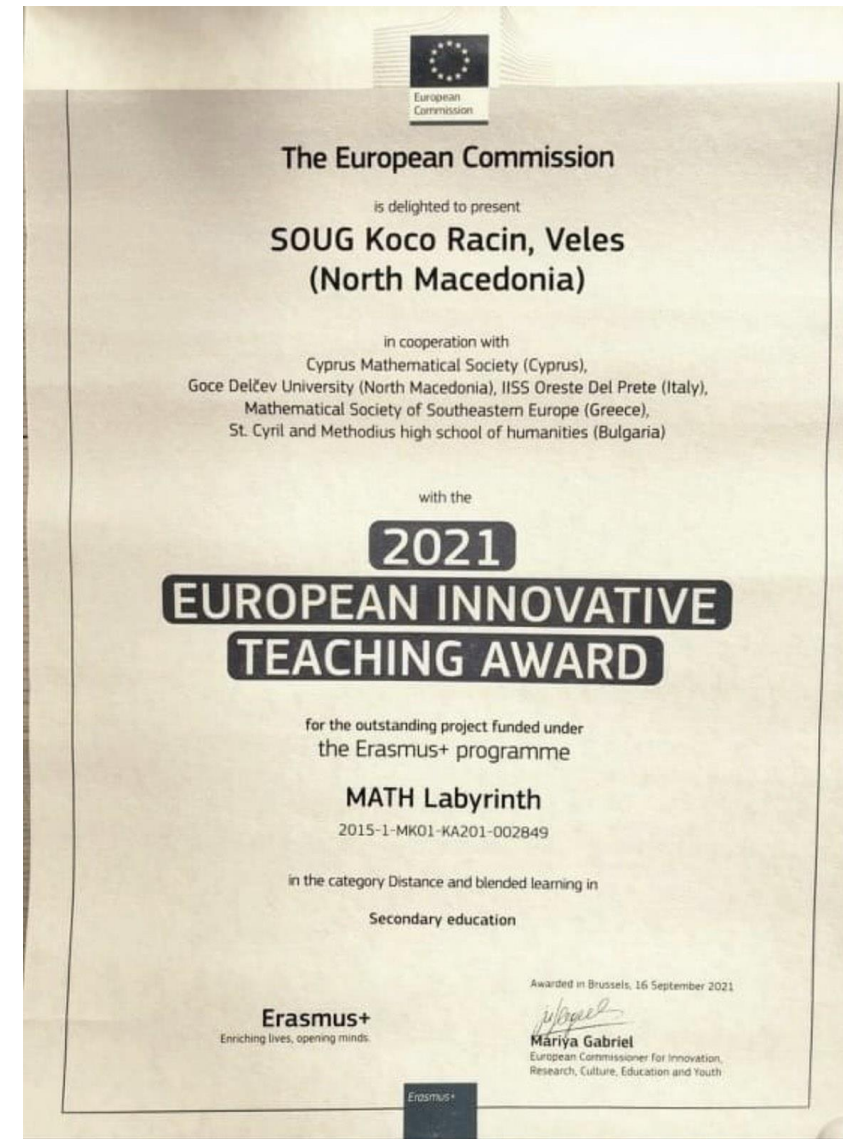 European
Commission
The European Commission
is delighted to present
SOUG Koco Racin, Veles
(North Macedonia)
in cooperation with
Cyprus Mathematical Society (Cyprus),
Goce Delčev University (North Macedonia), IISS Oreste Del Prete (Italy),
Mathematical Society of Southeastern Europe (Greece),
St. Cyril and Methodius high school of humanities (Bulgaria)
with the
2021
EUROPEAN INNOVATIVE
TEACHING AWARD
for the outstanding project funded under
the Erasmus+ programme
MATH Labyrinth
2015-1-MK01-KA201-002849
in the category Distance and blended learning in
Secondary education
Awarded in Brussels, 16 September 2021
Erasmus+
Enriching lives, opening minds.
Mariya Gabriel
European Commissioner for Innovation,
Research, Culture, Education and Youth
Erasmus+